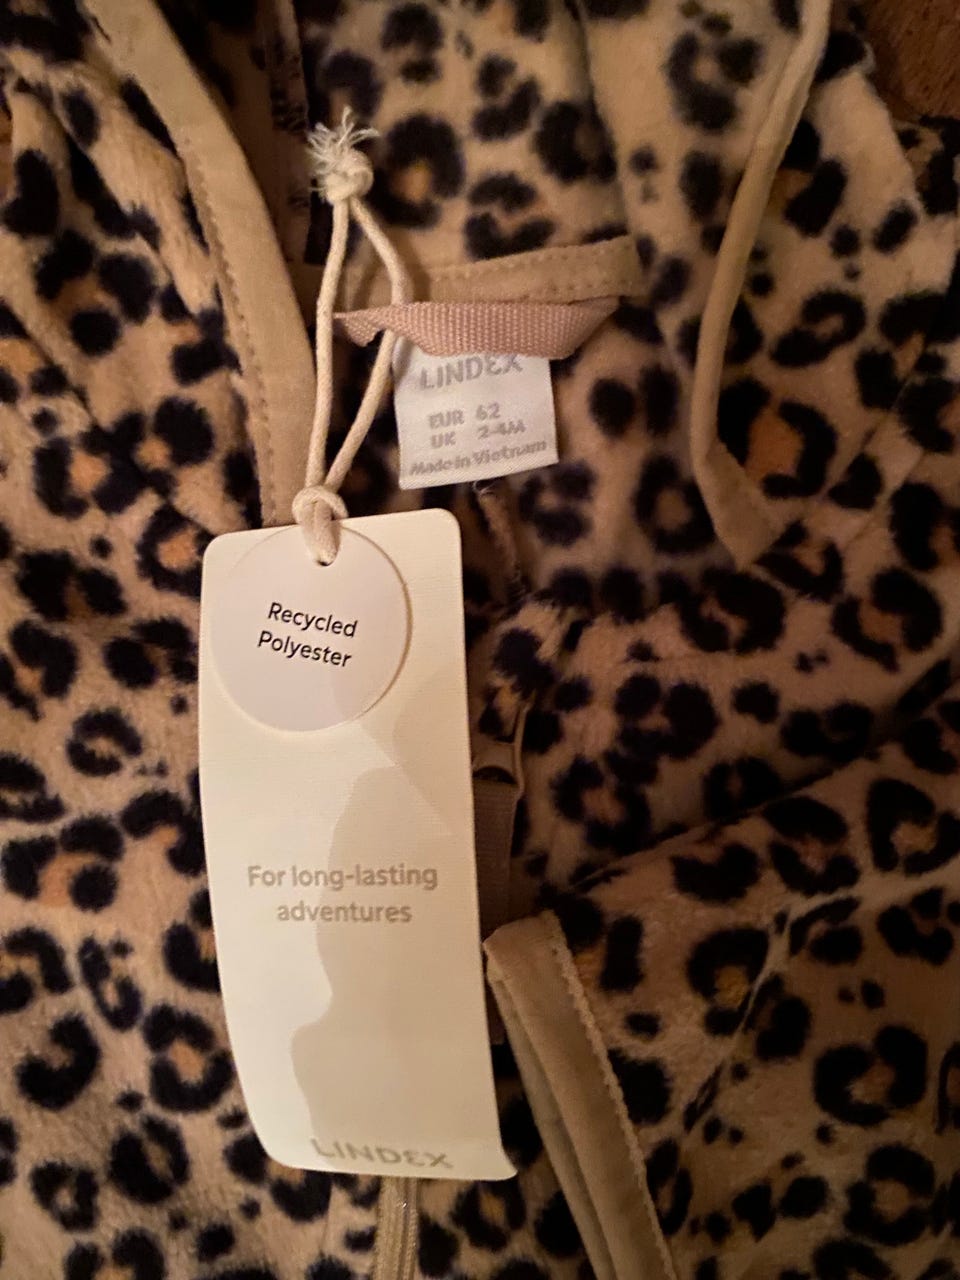 LINDEX
EUR 62
UK 2-4M
Made in Vietnam
Recycled
Polyester
For long-lasting
adventures
LINDEX